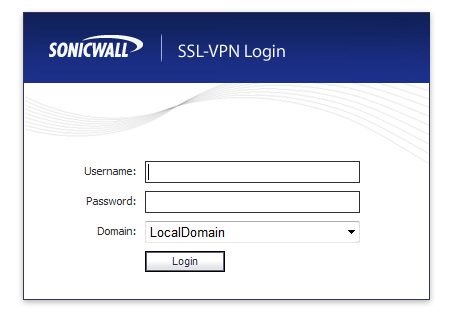 SONICWALL SSL-VPN Login
Username:
Password:
Domain: LocalDomain
Login